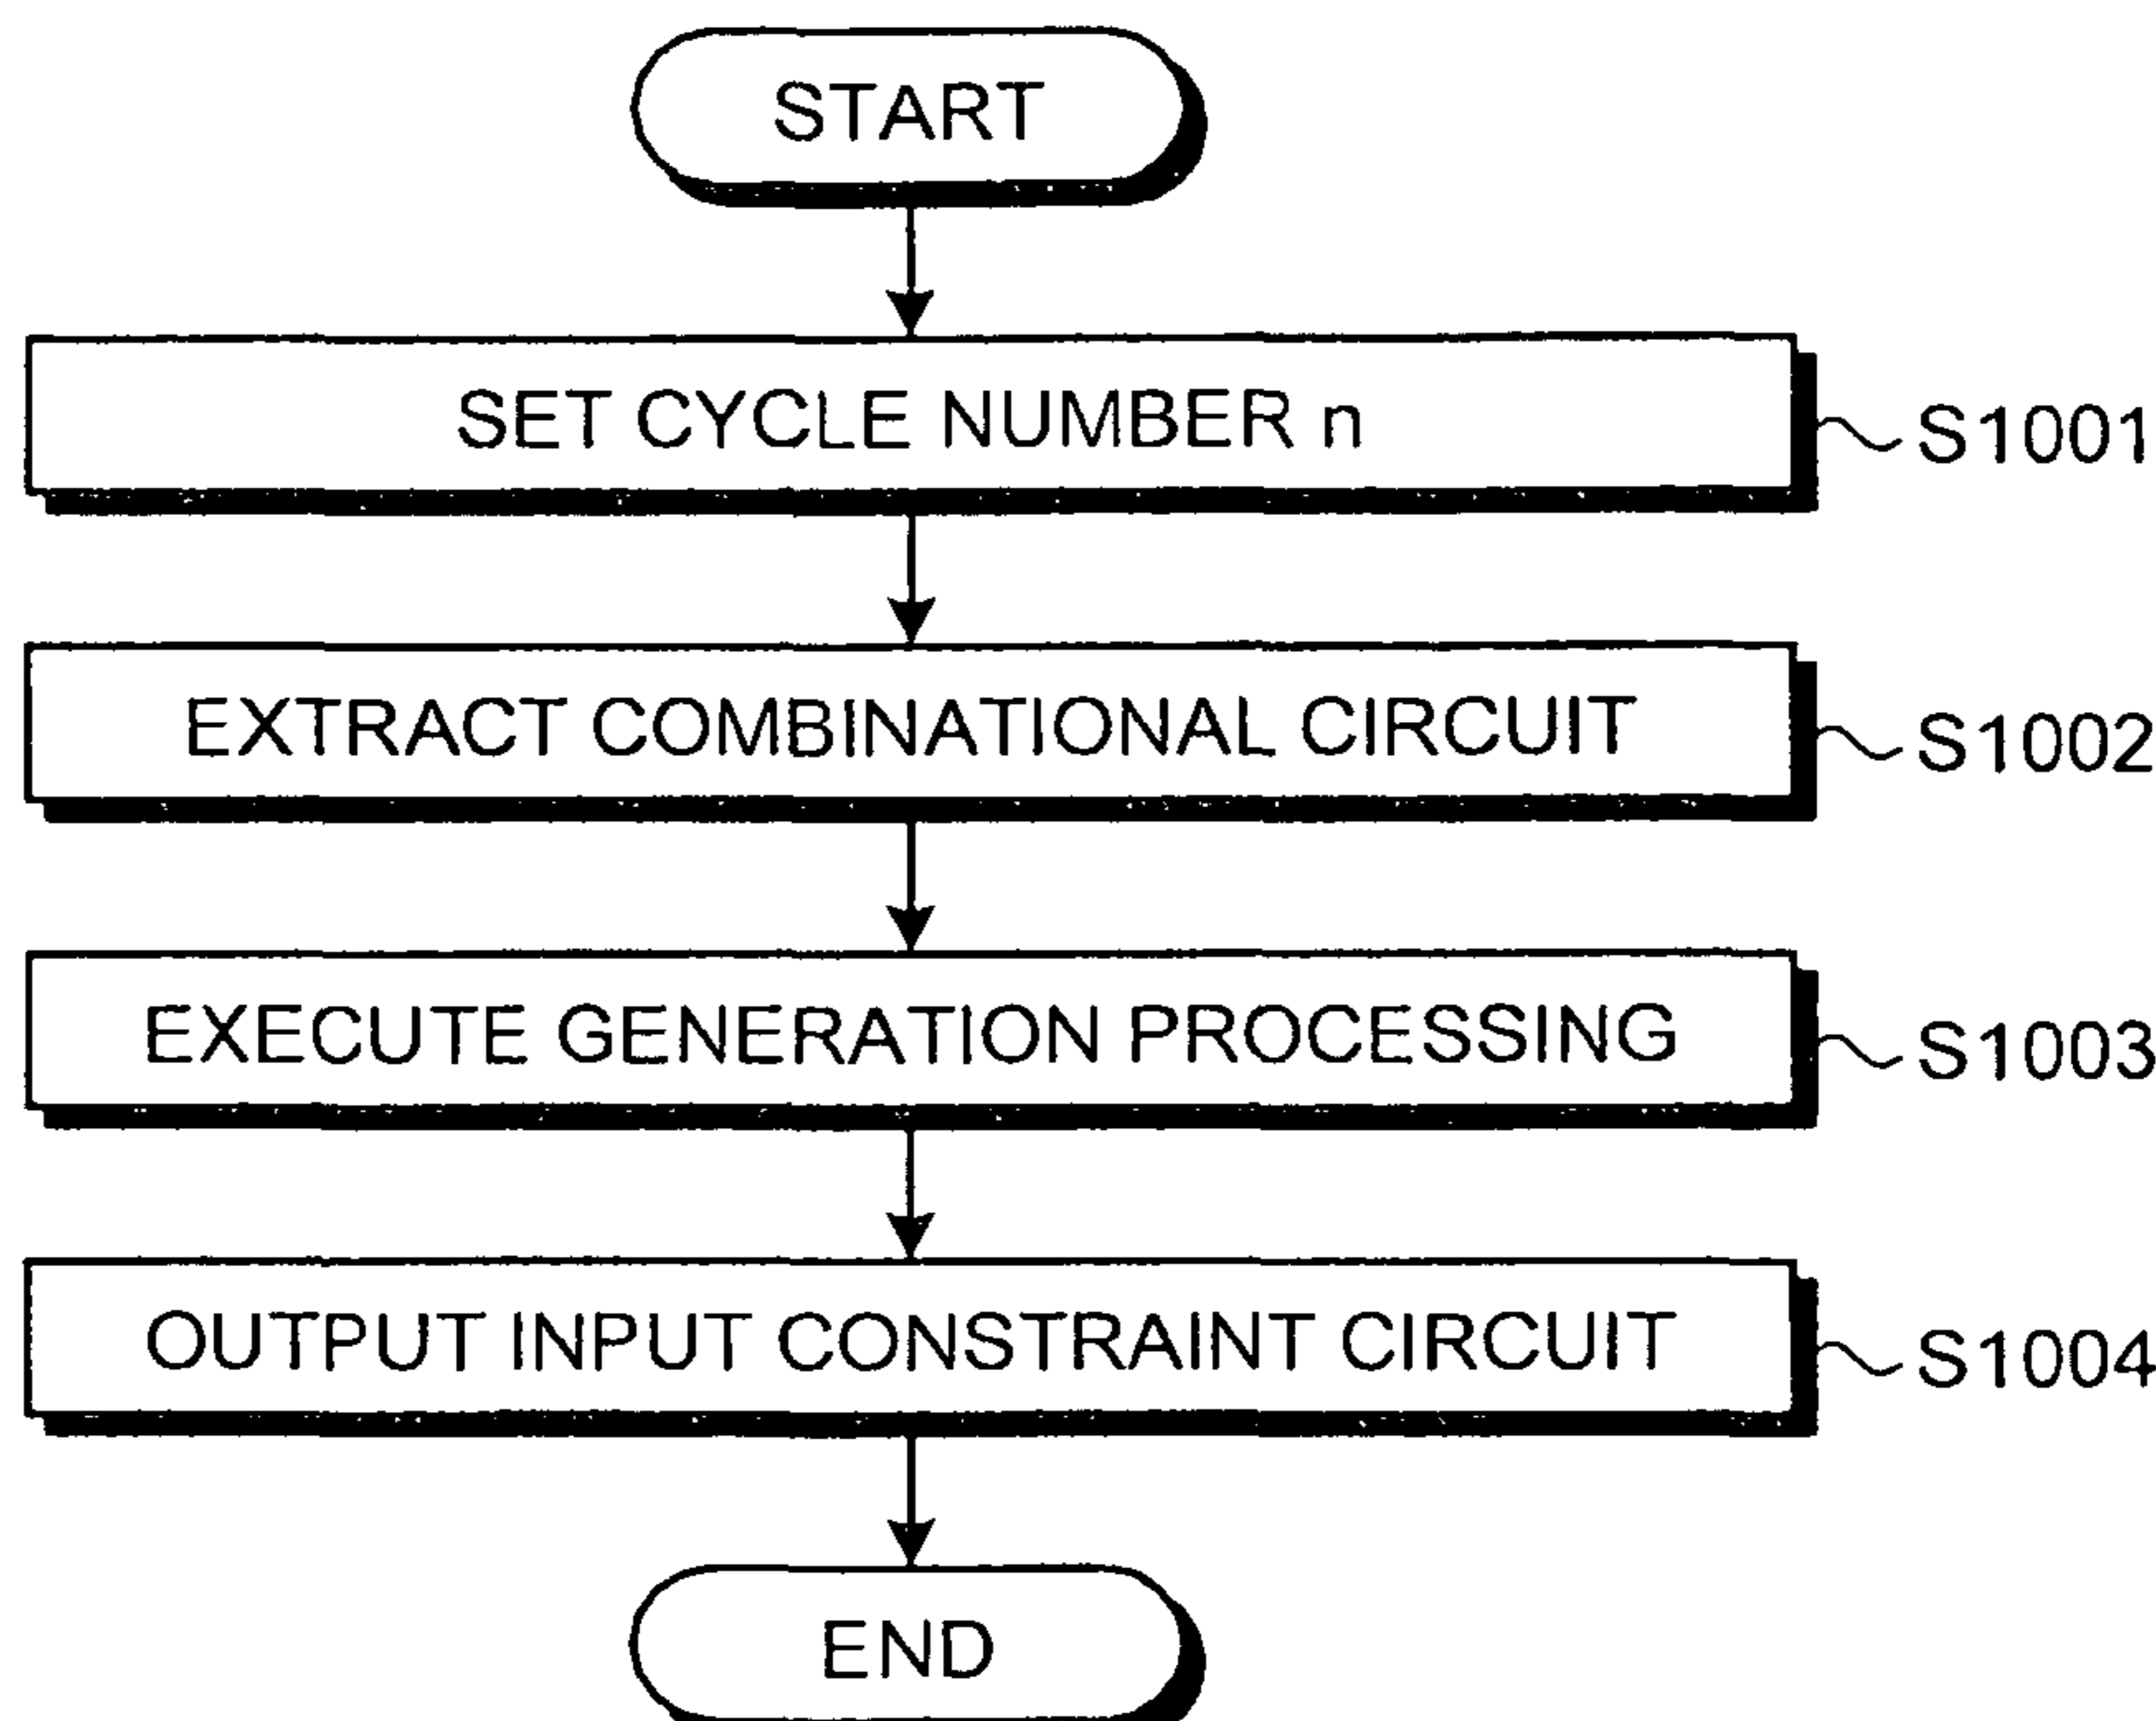 START
SET CYCLE NUMBER n
S1001
EXTRACT COMBINATIONAL CIRCUIT
S1002
EXECUTE GENERATION PROCESSING
S1003
OUTPUT INPUT CONSTRAINT CIRCUIT
S1004
END